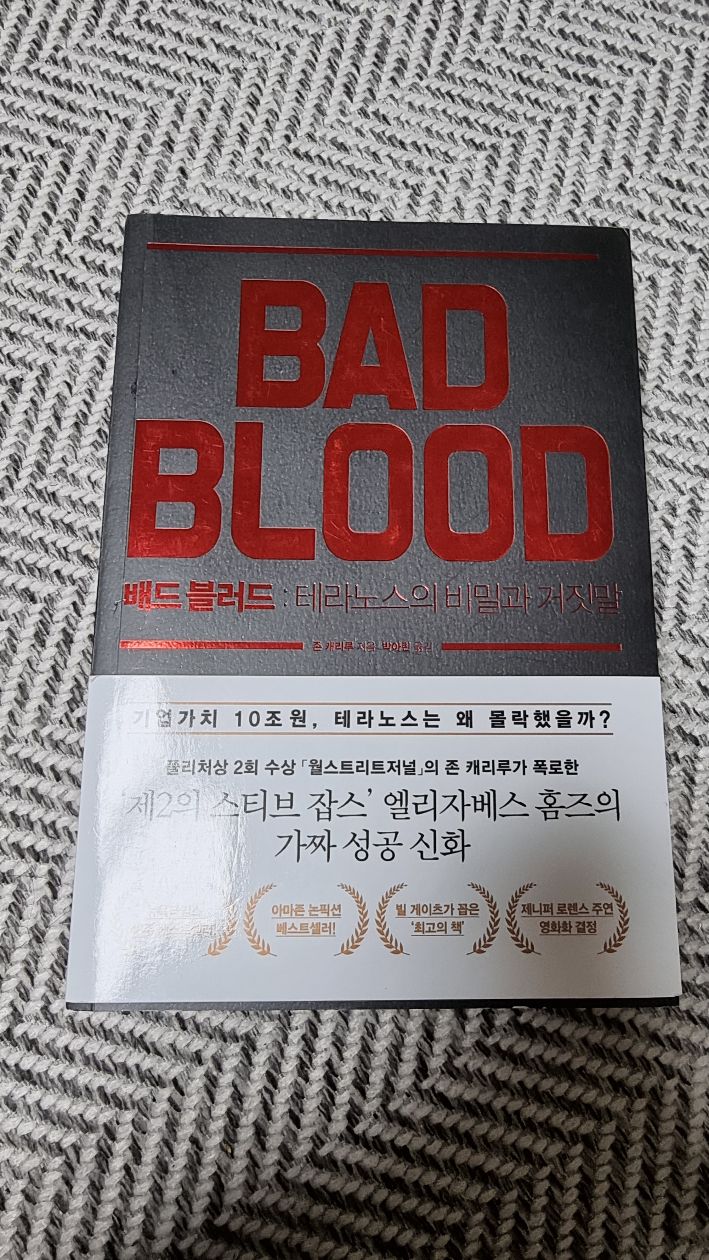 BAD
BLOOD
배드 블러드 : 테라노스의 비밀과 거짓말
존 캐리루 지음 박아린 옮김
기업가치 10조원, 테라노스는 왜 몰락했을까?
퓰리처상 2회 수상 「월스트리트저널」의 존 캐리루가 폭로한
‘제2의 스티브 잡스’ 엘리자베스 홈즈의
가짜 성공 신화
아마존 논픽션
베스트셀러!
빌 게이츠가 꼽은
‘최고의 책’
제니퍼 로렌스 주연
영화화 결정